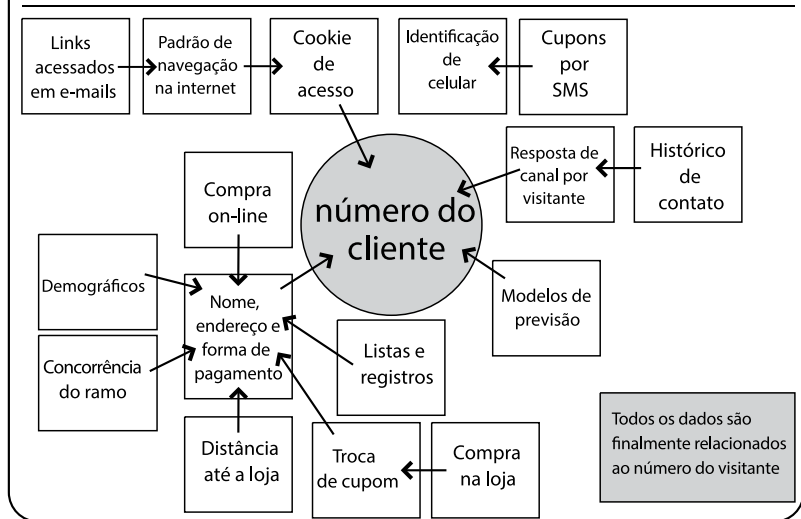 Links
acessados
em e-mails
Padrão de
navegação
na internet
Cookie
de
acesso
Identificação
de
celular
Cupons
por
SMS
Compra
on-line
número do
cliente
Resposta de
canal por
visitante
Histórico
de
contato
Demográficos
Nome,
endereço e
forma de
pagamento
Modelos de
previsão
Concorrência
do ramo
Listas e
registros
Distância
até a loja
Troca
de cupom
Compra
na loja
Todos os dados são
finalmente relacionados
ao número do visitante